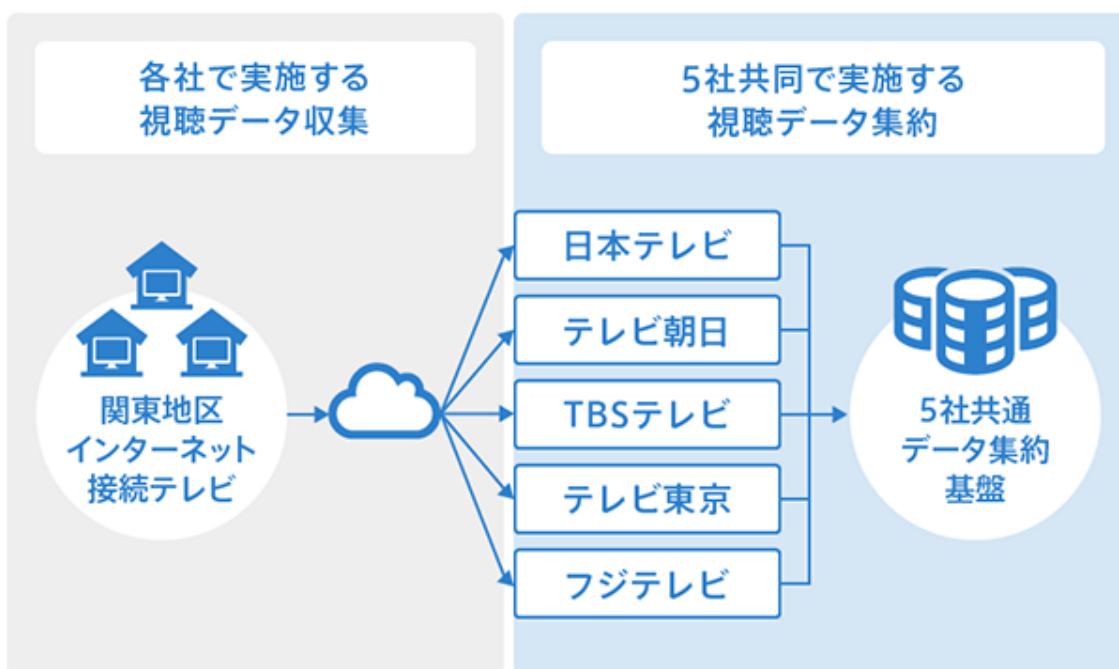 各社で実施する
視聴データ収集
5社共同で実施する
視聴データ集約
関東地区
インターネット
接続テレビ
日本テレビ
テレビ朝日
TBSテレビ
テレビ東京
フジテレビ
5社共通
データ集約
基盤